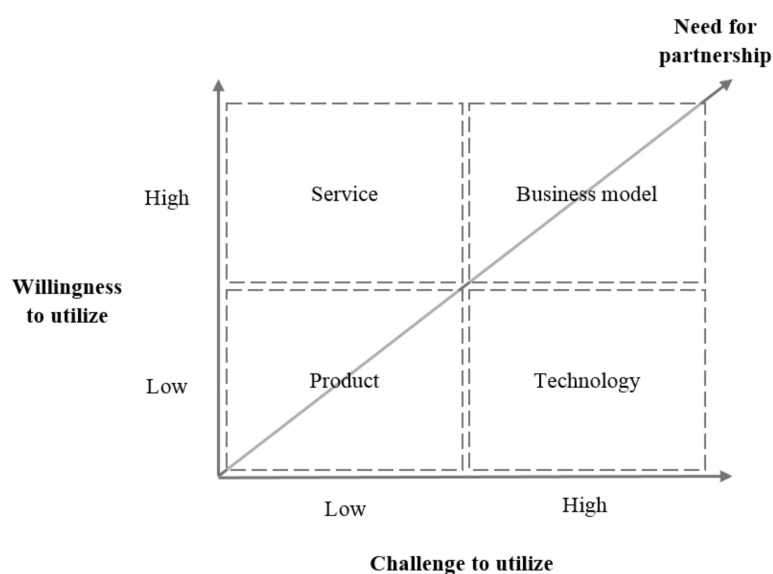 Need for
partnership
High
Service
Business model
Willingness
to utilize
Low
Product
Technology
Low
High
Challenge to utilize